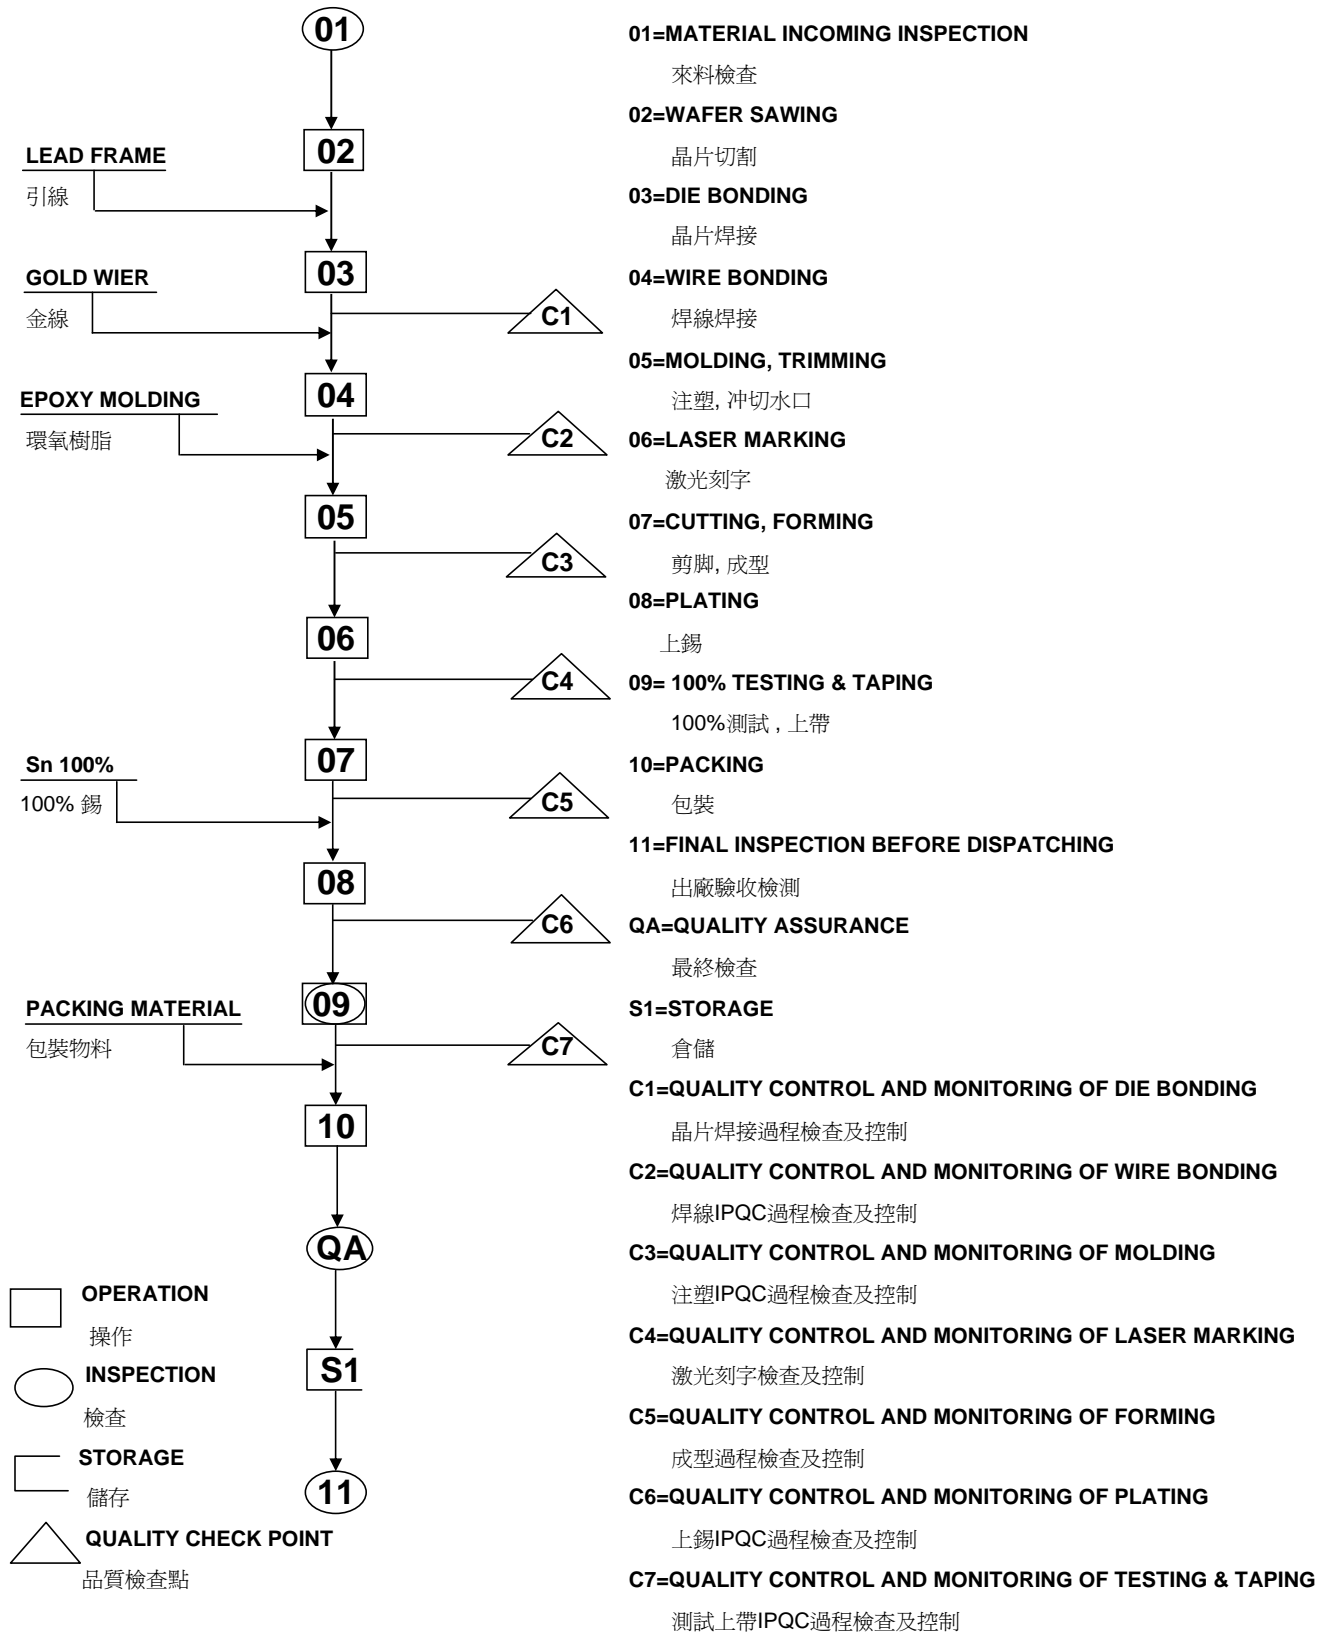 01
01=MATERIAL INCOMING INSPECTION
來料檢查
02=WAFER SAWING
02
LEAD FRAME
晶片切割
引線
03=DIE BONDING
晶片焊接
03
GOLD WIER
04=WIRE BONDING
金線
C1
焊線焊接
05=MOLDING, TRIMMING
04
EPOXY MOLDING
注塑, 冲切水口
環氧樹脂
C2
06=LASER MARKING
激光刻字
05
07=CUTTING, FORMING
C3
剪脚, 成型
08=PLATING
06
上錫
C4
09= 100% TESTING & TAPING
100%測試 , 上帶
07
Sn 100%
10=PACKING
100% 錫
C5
包裝
11=FINAL INSPECTION BEFORE DISPATCHING
08
出廠驗收檢測
C6
QA=QUALITY ASSURANCE
最終檢查
09
PACKING MATERIAL
S1=STORAGE
包裝物料
C7
倉儲
C1=QUALITY CONTROL AND MONITORING OF DIE BONDING
10
晶片焊接過程檢查及控制
C2=QUALITY CONTROL AND MONITORING OF WIRE BONDING
焊線IPQC過程檢查及控制
QA
C3=QUALITY CONTROL AND MONITORING OF MOLDING
OPERATION
注塑IPQC過程檢查及控制
操作
C4=QUALITY CONTROL AND MONITORING OF LASER MARKING
S1
INSPECTION
激光刻字檢查及控制
檢查
C5=QUALITY CONTROL AND MONITORING OF FORMING
STORAGE
成型過程檢查及控制
儲存
11
C6=QUALITY CONTROL AND MONITORING OF PLATING
QUALITY CHECK POINT
上錫IPQC過程檢查及控制
品質檢查點
C7=QUALITY CONTROL AND MONITORING OF TESTING & TAPING
測試上帶IPQC過程檢查及控制